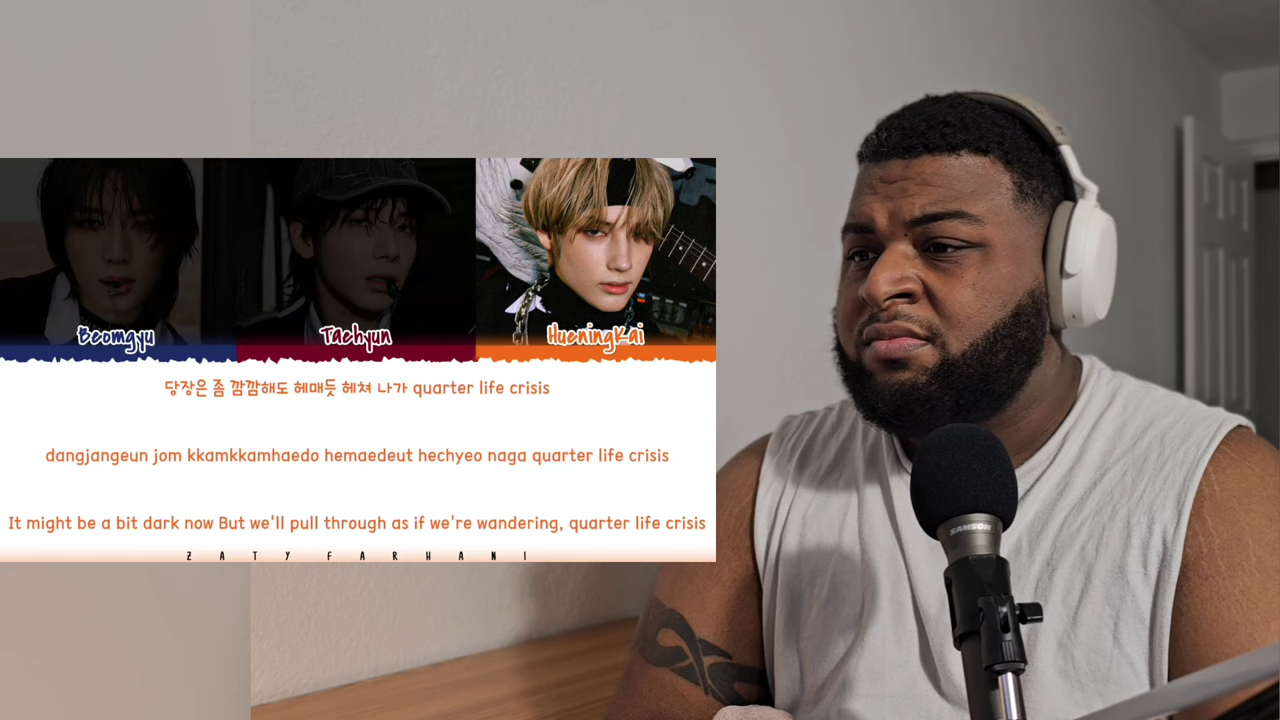 Beomgyu Taehyun HueningKai
당장은 좀 깜깜해도 헤매듯 헤쳐 나가 quarter life crisis
dangjangeun jom kkamkkamhaedo hemaedeut hechyeo naga quarter life crisis
It might be a bit dark now But we'll pull through as if we're wandering, quarter life crisis
ZATY FARHANI
SAMSON